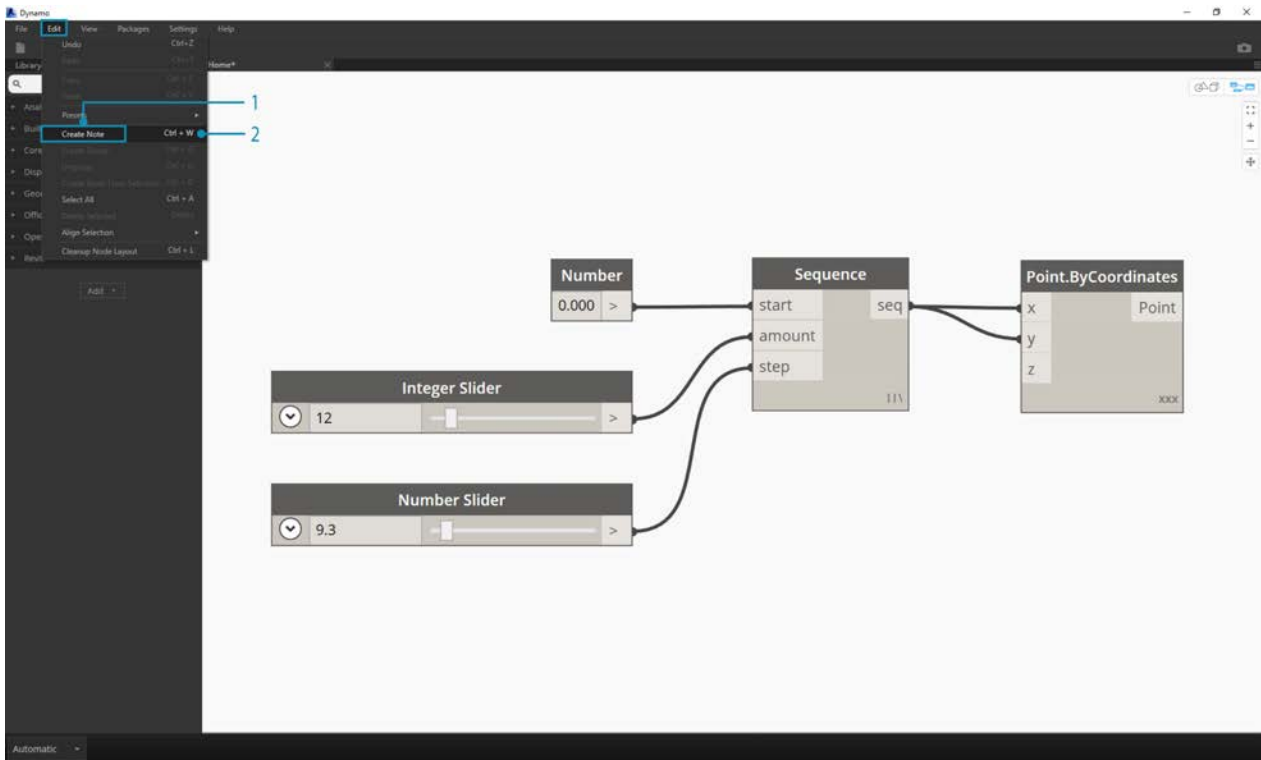 Dynamo
File Edit View Packages Settings Help
Undo Ctrl+Z
Library
Home*
Presets
1
Create Note Ctrl + W
2
Select All Ctrl + A
Align Selection
Cleanup Node Layout Ctrl + L
Add
Number
0.000 >
Sequence
start seq
amount
step
Point.ByCoordinates
x Point
y
z
xxx
Integer Slider
12 >
Number Slider
9.3 >
Automatic